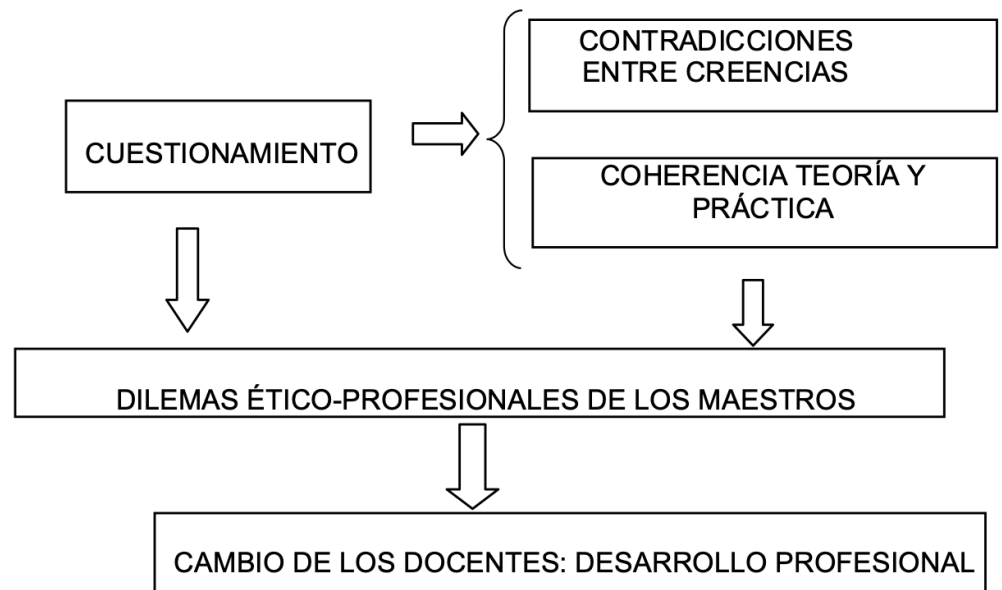 CONTRADICCIONES
ENTRE CREENCIAS
CUESTIONAMIENTO
COHERENCIA TEORÍA Y
PRÁCTICA
DILEMAS ÉTICO-PROFESIONALES DE LOS MAESTROS
CAMBIO DE LOS DOCENTES: DESARROLLO PROFESIONAL